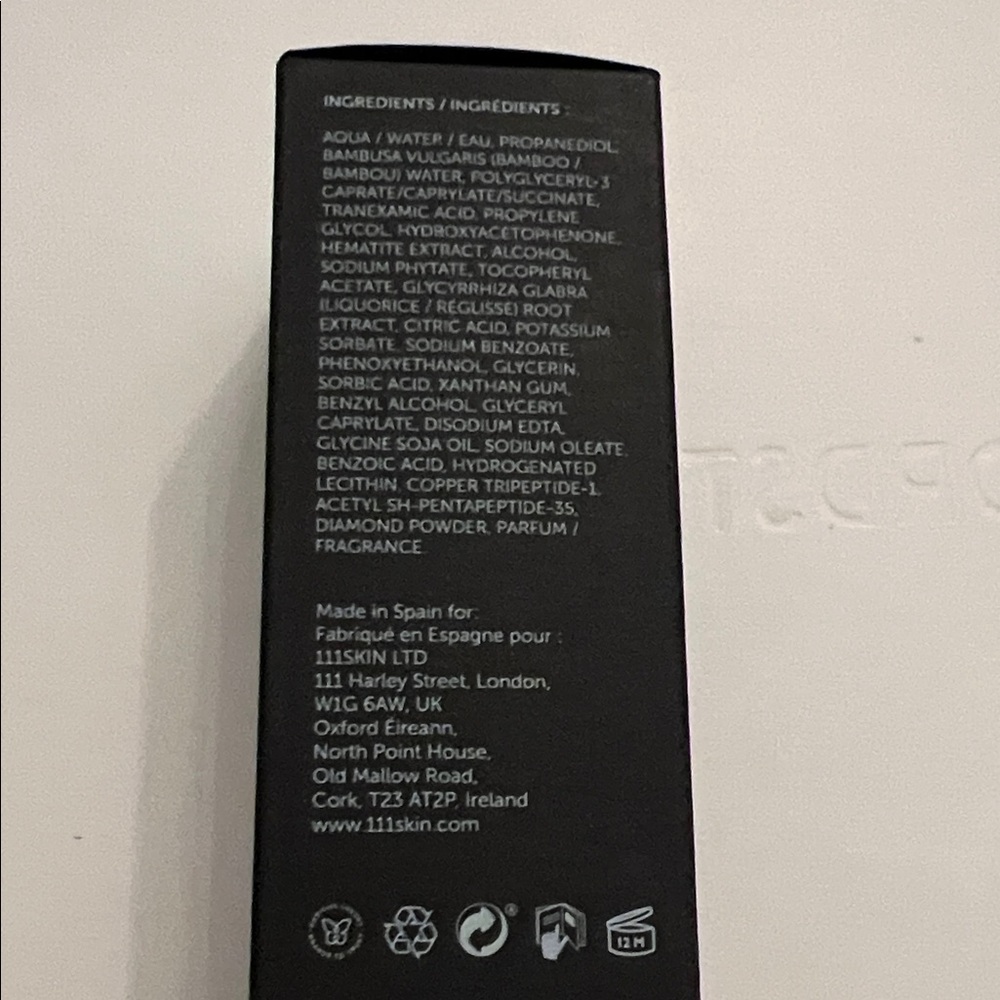 INGREDIENTS / INGRÉDIENTS :
AQUA / WATER / EAU, PROPANEDIOL,
BAMBUSA VULGARIS (BAMBOO /
BAMBOU) WATER, POLYGLYCERYL-3
CAPRATE/CAPRYLATE/SUCCINATE,
TRANEXAMIC ACID, PROPYLENE
GLYCOL, HYDROXYACETOPHENONE,
HEMATITE EXTRACT, ALCOHOL,
SODIUM PHYTATE, TOCOPHERYL
ACETATE, GLYCYRRHIZA GLABRA
(LIQUORICE / RÉGLISSE) ROOT
EXTRACT, CITRIC ACID, POTASSIUM
SORBATE, SODIUM BENZOATE,
PHENOXYETHANOL, GLYCERIN,
SORBIC ACID, XANTHAN GUM,
BENZYL ALCOHOL, GLYCERYL
CAPRYLATE, DISODIUM EDTA,
GLYCINE SOJA OIL, SODIUM OLEATE,
BENZOIC ACID, HYDROGENATED
LECITHIN, COPPER TRIPEPTIDE-1,
ACETYL SH-PENTAPEPTIDE-35,
DIAMOND POWDER, PARFUM /
FRAGRANCE.
Made in Spain for:
Fabriqué en Espagne pour :
111SKIN LTD
111 Harley Street, London,
W1G 6AW, UK
Oxford Éireann,
North Point House,
Old Mallow Road,
Cork, T23 AT2P, Ireland
www.111skin.com
12 M